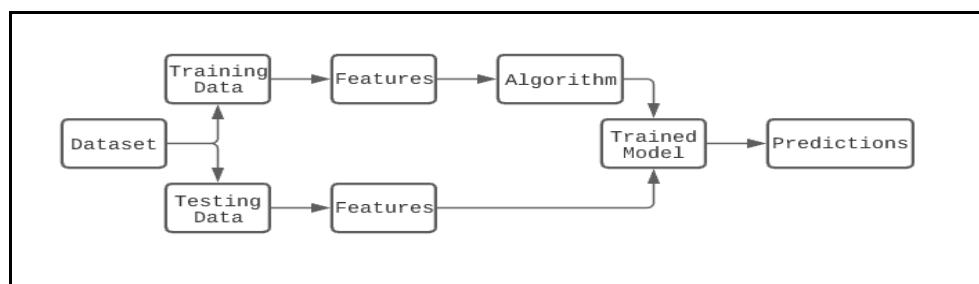 Training
Data
Features
Algorithm
Dataset
Trained
Model
Predictions
Testing
Data
Features